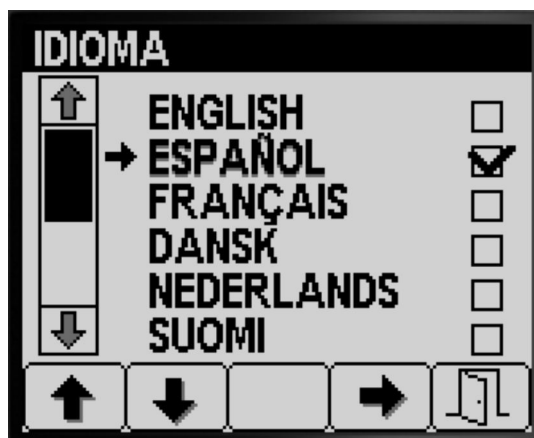 IDIOMA
ENGLISH
ESPAÑOL
FRANÇAIS
DANSK
NEDERLANDS
SUOMI